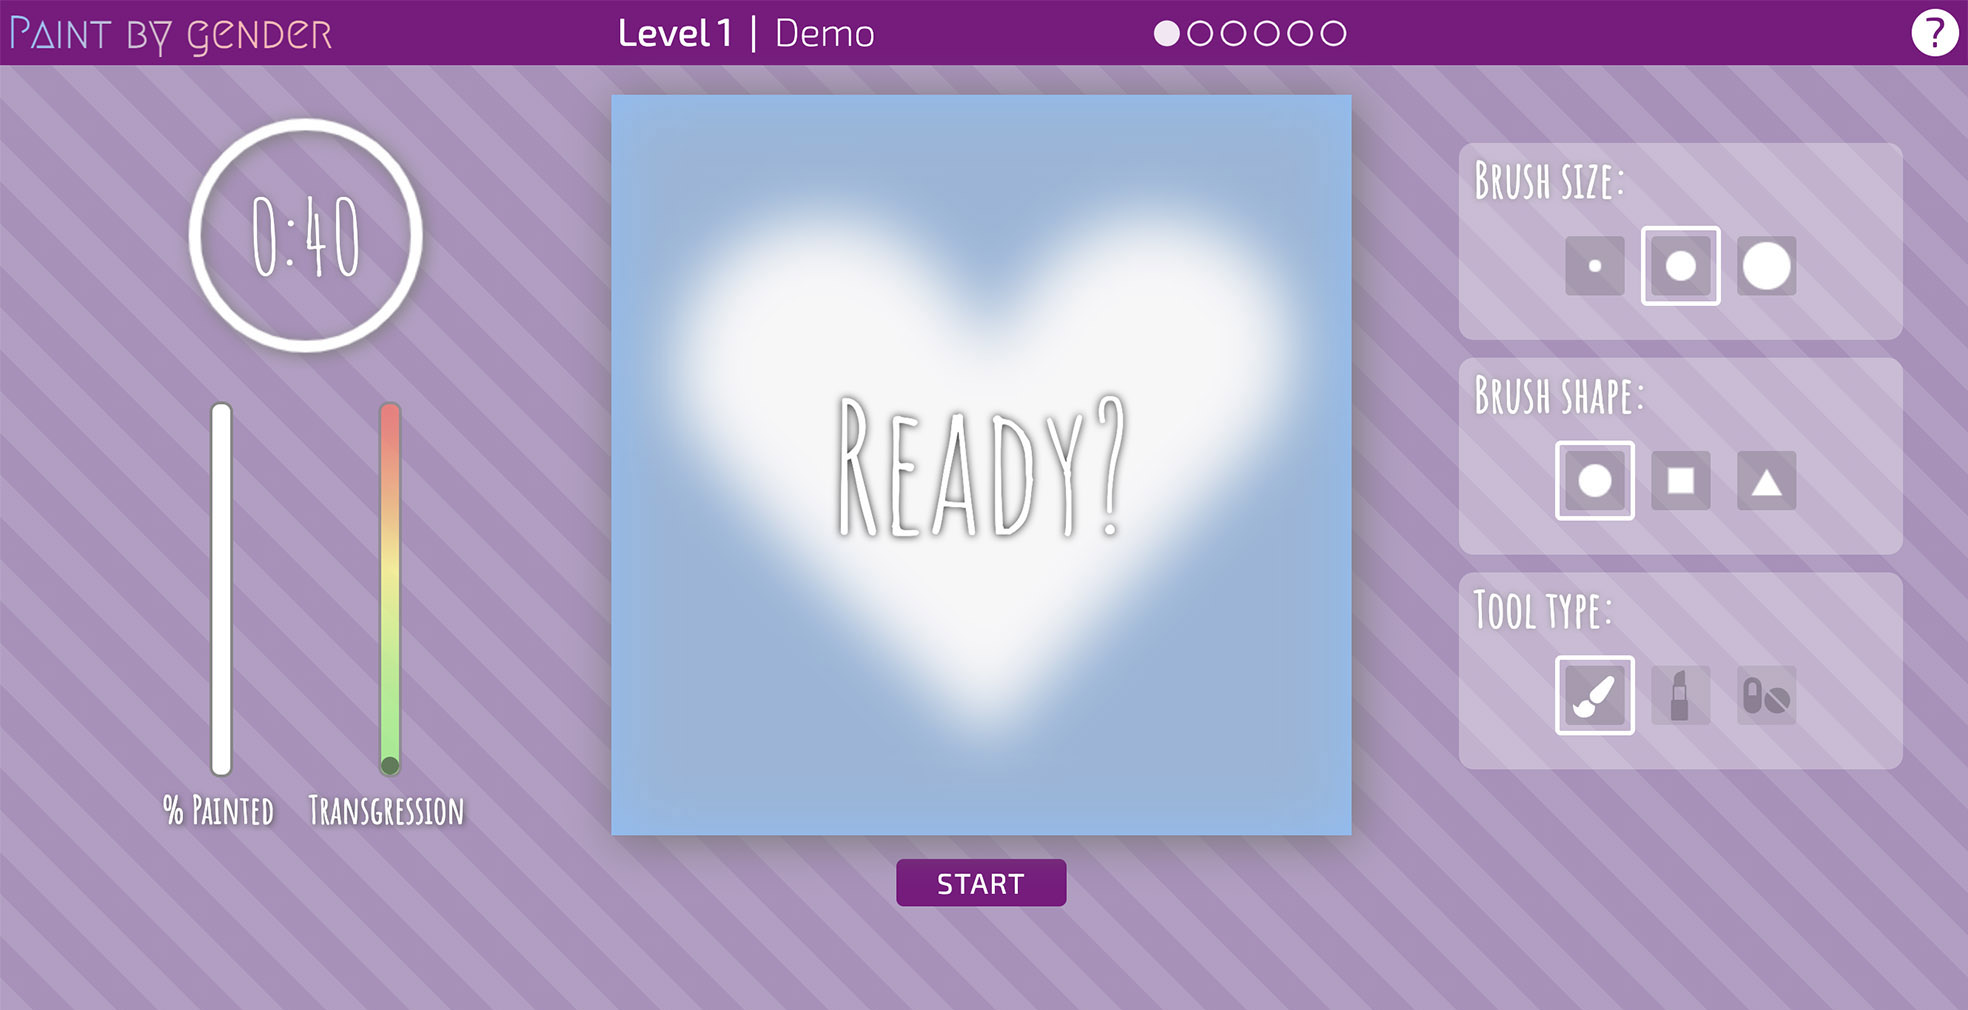 Paint by gender
Level 1 | Demo
?
0:40
% Painted
Transgression
Ready?
START
Brush size:
Brush shape:
Tool type: